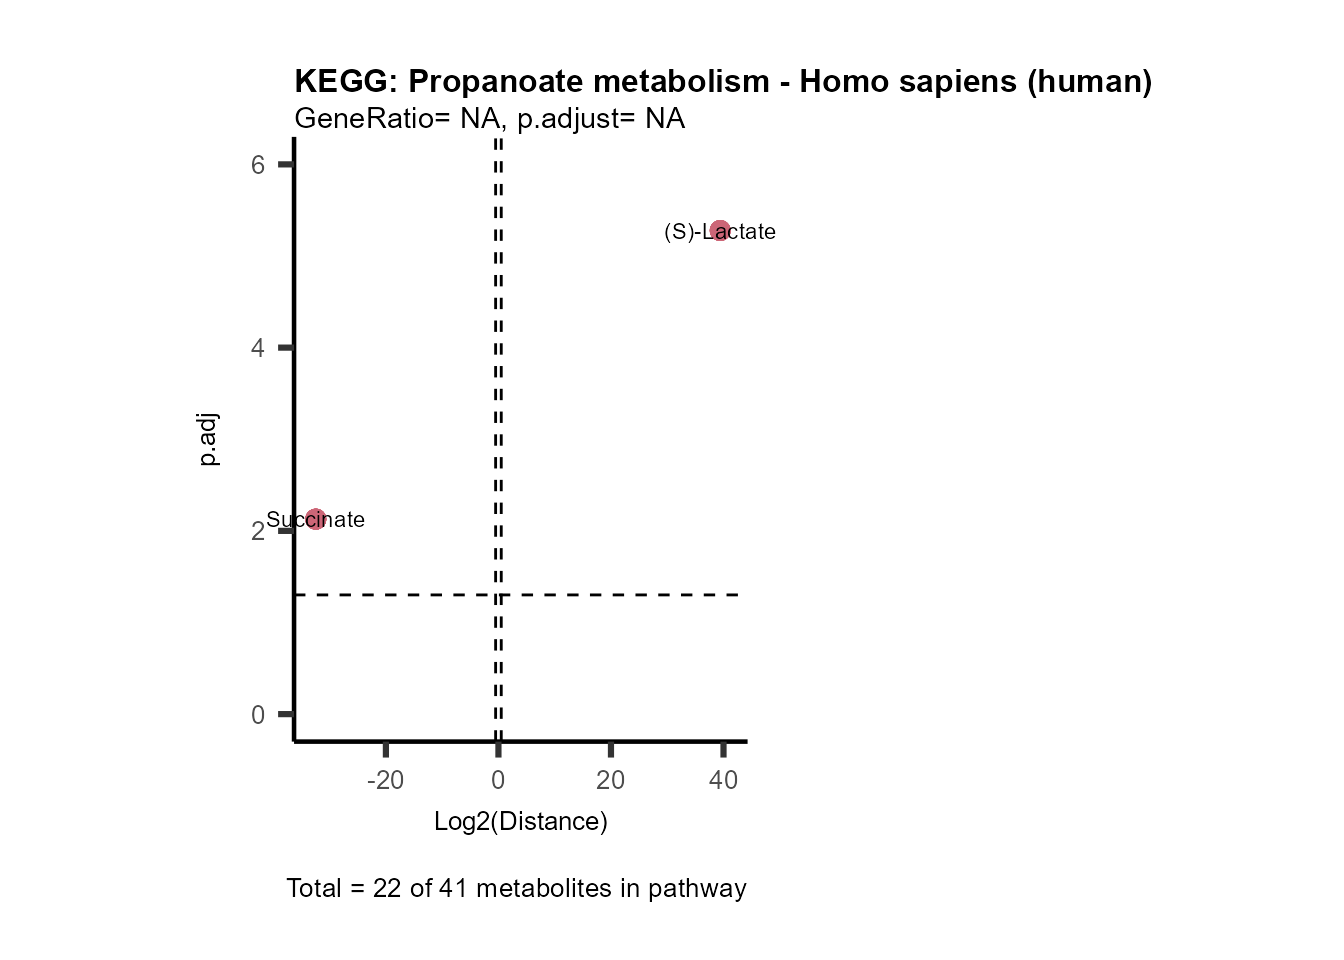 KEGG: Propanoate metabolism - Homo sapiens (human)
GeneRatio= NA, p.adjust= NA
6
(S)-Lactate
4
p.adj
Succinate
2
0
-20 0 20 40
Log2(Distance)
Total = 22 of 41 metabolites in pathway